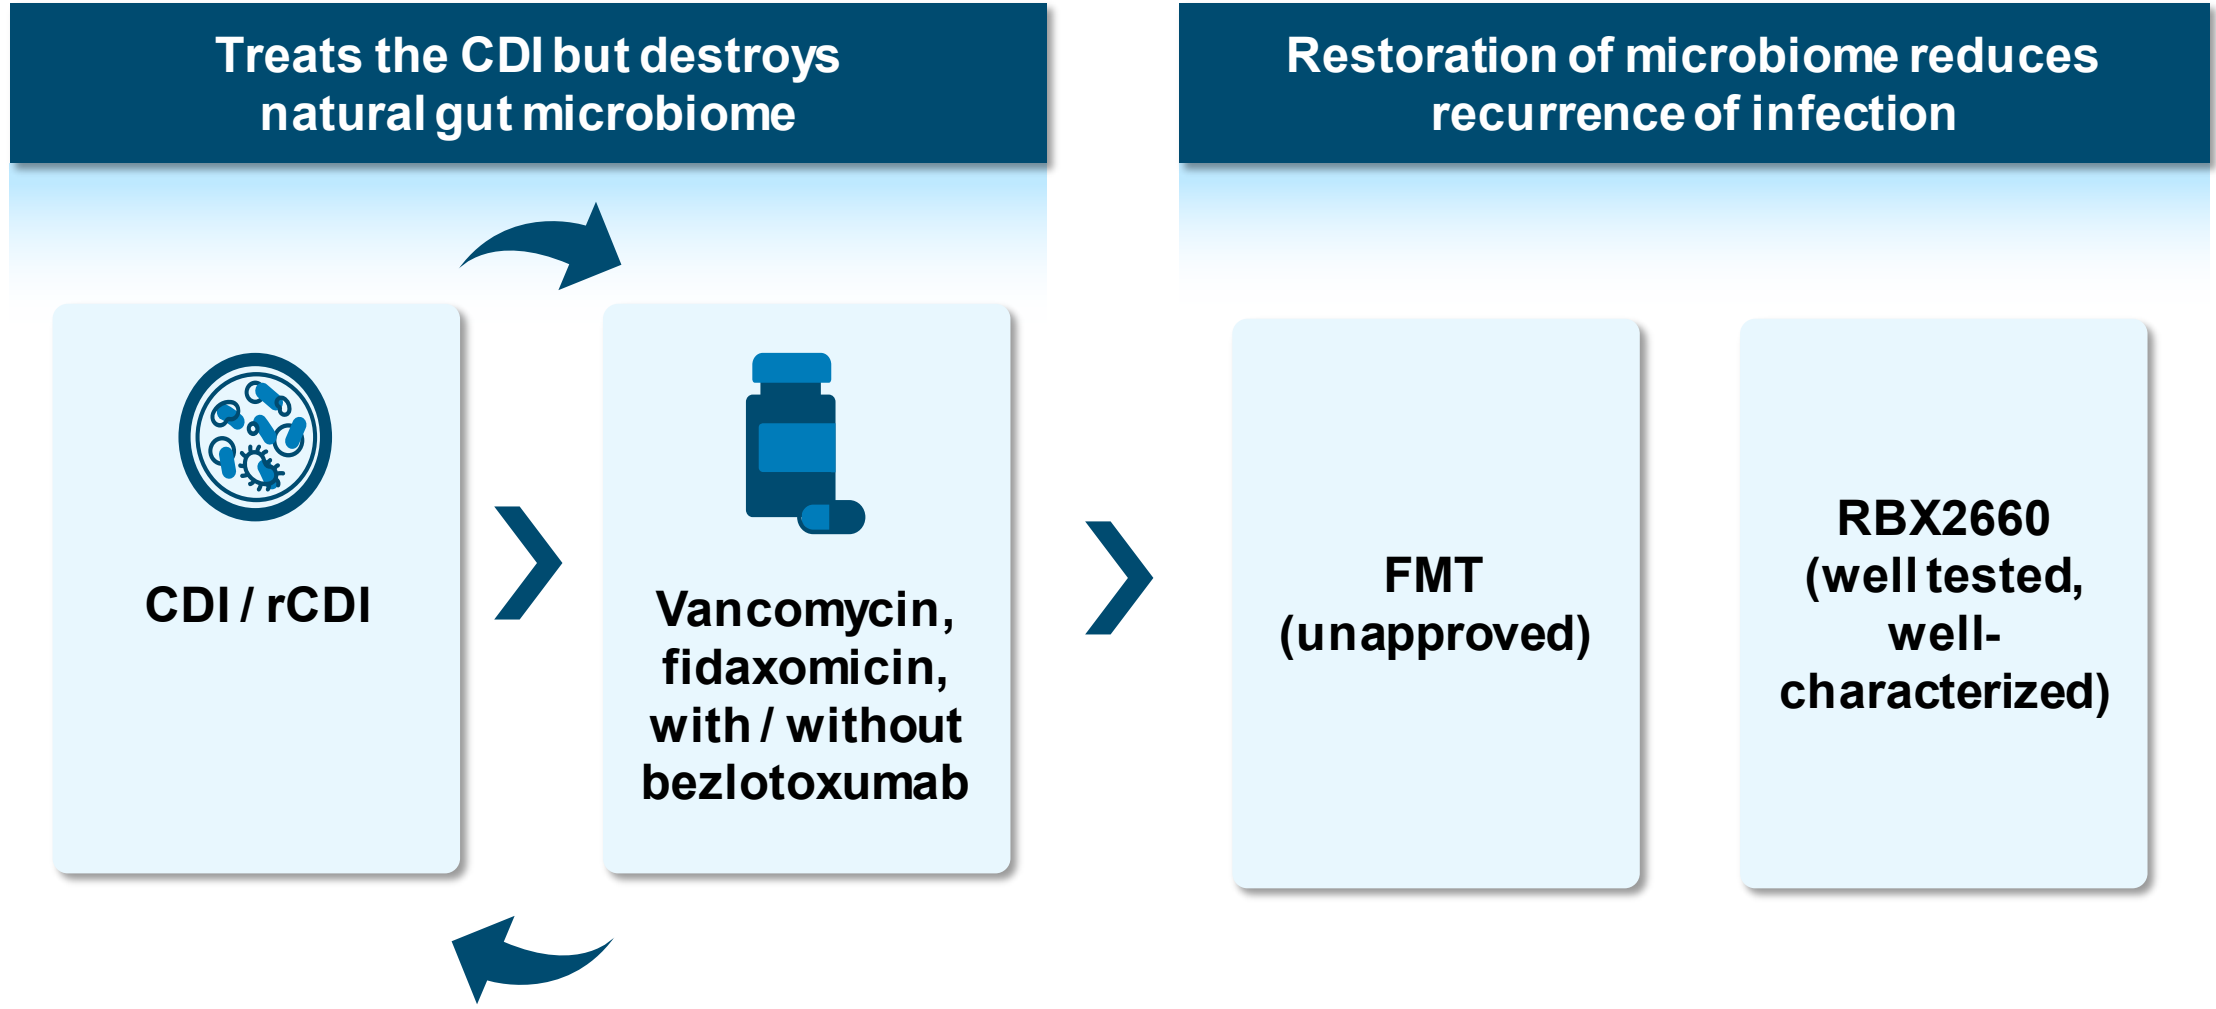 Treats the CDI but destroys
natural gut microbiome
Restoration of microbiome reduces
recurrence of infection
CDI / rCDI
Vancomycin,
fidaxomicin,
with / without
bezlotoxumab
FMT
(unapproved)
RBX2660
(well tested,
well-
characterized)